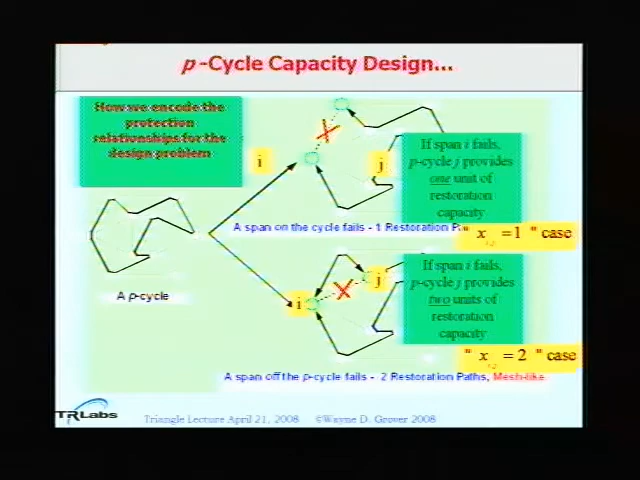 p-Cycle Capacity Design...
How we encode the
protection
relationships for the
design problem
i
j
If span i fails,
p-cycle j provides
one unit of
restoration
capacity
A span on the cycle fails - 1 Restoration P
" x i,j = 1 " case
A p-cycle
i
j
If span i fails,
p-cycle j provides
two units of
restoration
capacity
" x i,j = 2 " case
A span off the p-cycle fails - 2 Restoration Paths, Mesh-like
TRLabs
Triangle Lecture April 21, 2008 ©Wayne D. Grover 2008